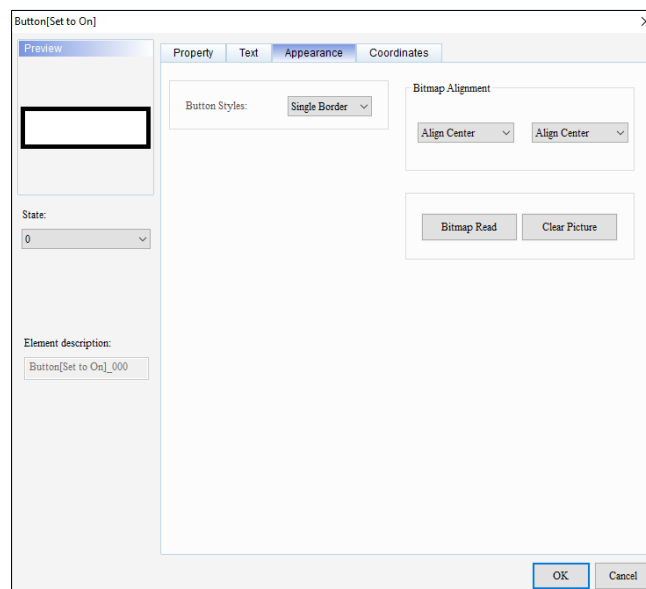 Button[Set to On]
Preview
Property Text Appearance Coordinates
Button Styles: Single Border
Bitmap Alignment
Align Center Align Center
State:
0
Bitmap Read Clear Picture
Element description:
Button[Set to On]_000
OK Cancel